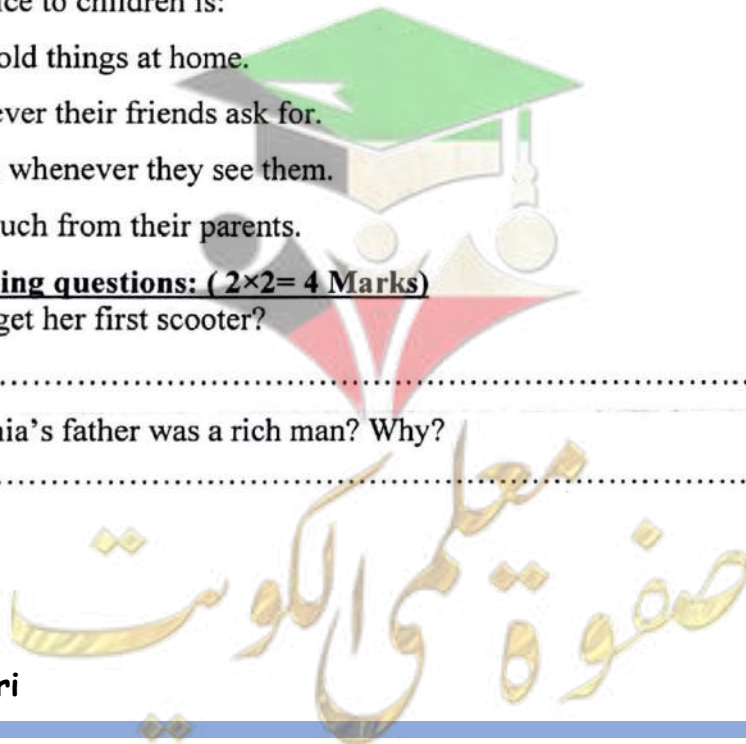 ce to children is:
old things at home.
ever their friends ask for.
whenever they see them.
uch from their parents.
ing questions: ( 2×2= 4 Marks)
get her first scooter?
nia's father was a rich man? Why?
صفوة معلمى الكويت
ri